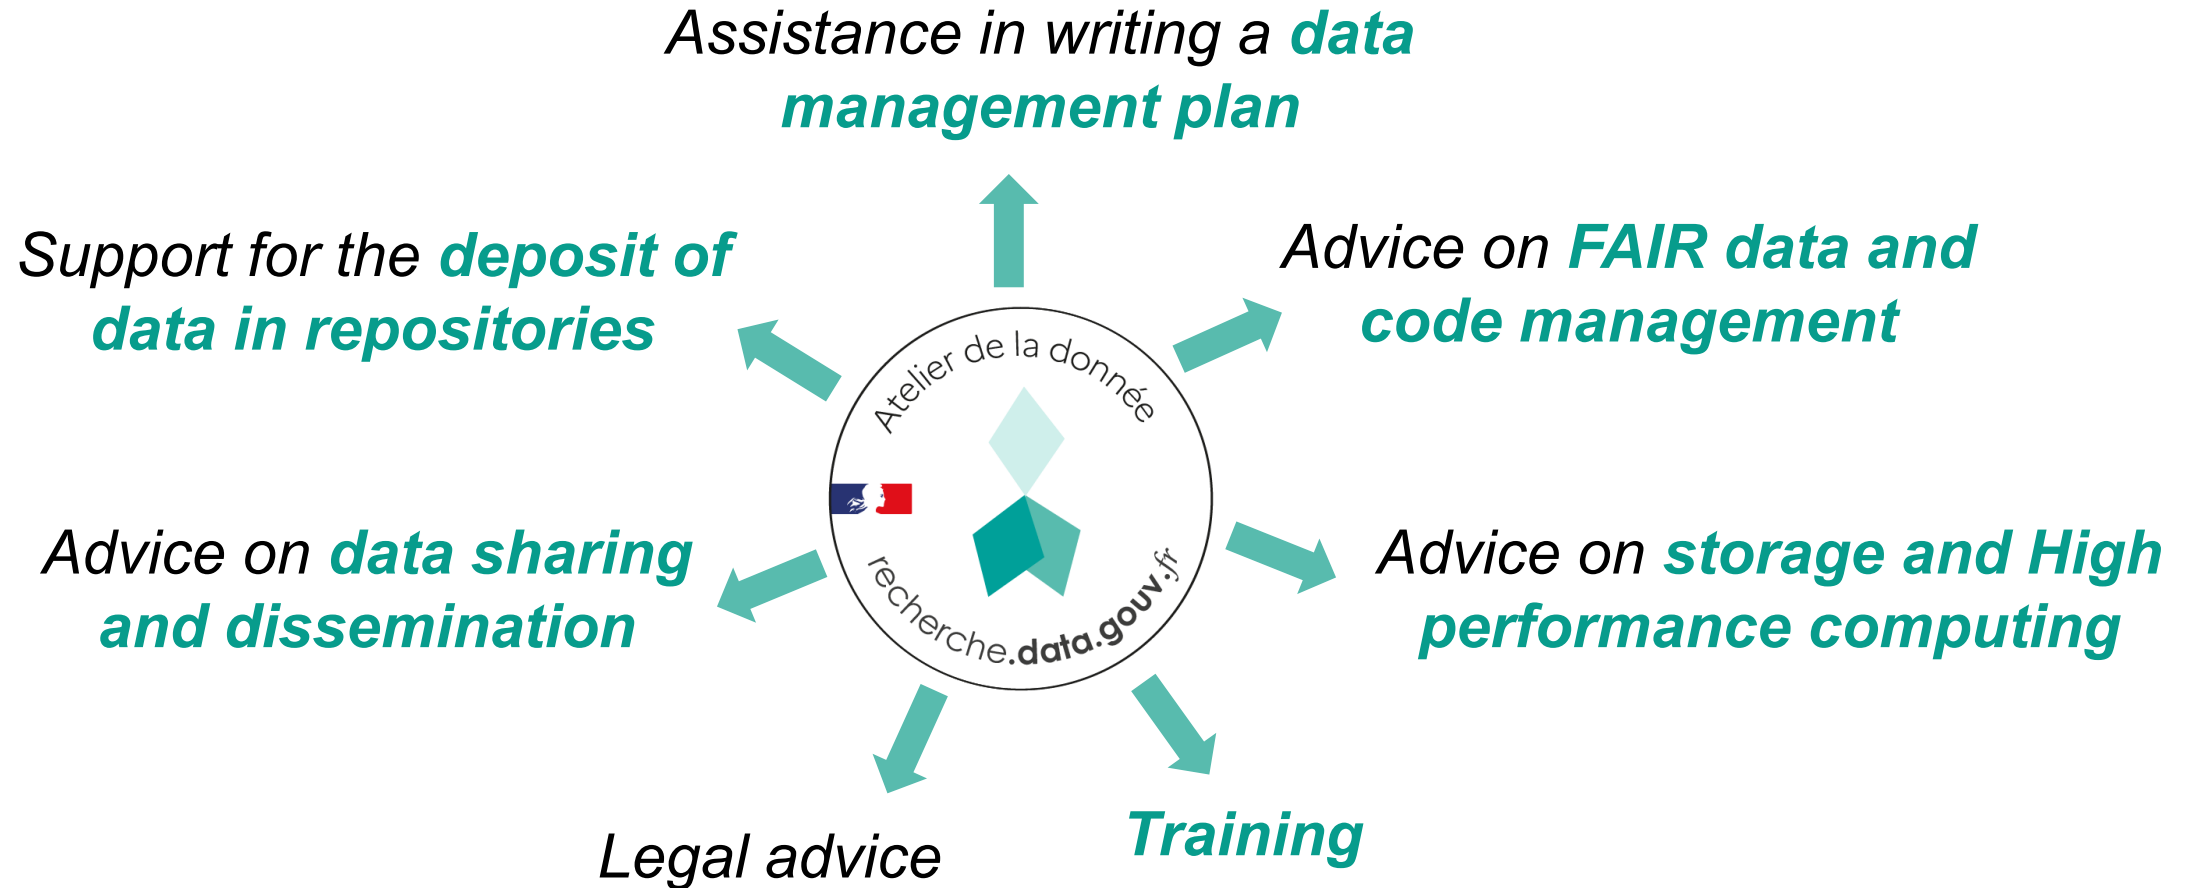 Assistance in writing a data
management plan
Support for the deposit of
data in repositories
Advice on FAIR data and
code management
Atelier de la donnée
recherche.data.gouv.fr
Advice on data sharing
and dissemination
Advice on storage and High
performance computing
Legal advice
Training